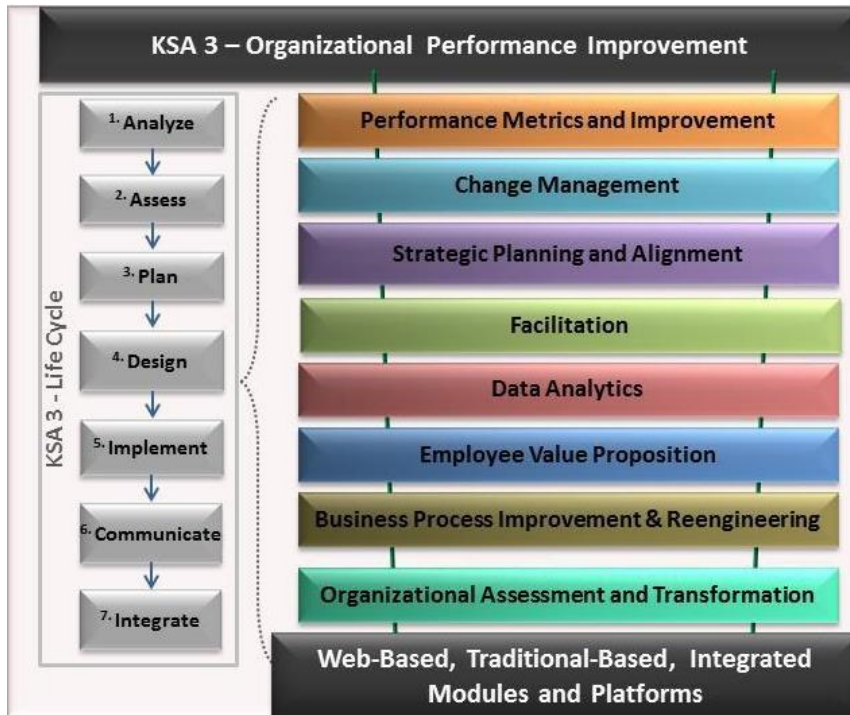 KSA 3 – Organizational Performance Improvement
KSA 3 - Life Cycle
1. Analyze
2. Assess
3. Plan
4. Design
5. Implement
6. Communicate
7. Integrate
Performance Metrics and Improvement
Change Management
Strategic Planning and Alignment
Facilitation
Data Analytics
Employee Value Proposition
Business Process Improvement & Reengineering
Organizational Assessment and Transformation
Web-Based, Traditional-Based, Integrated
Modules and Platforms